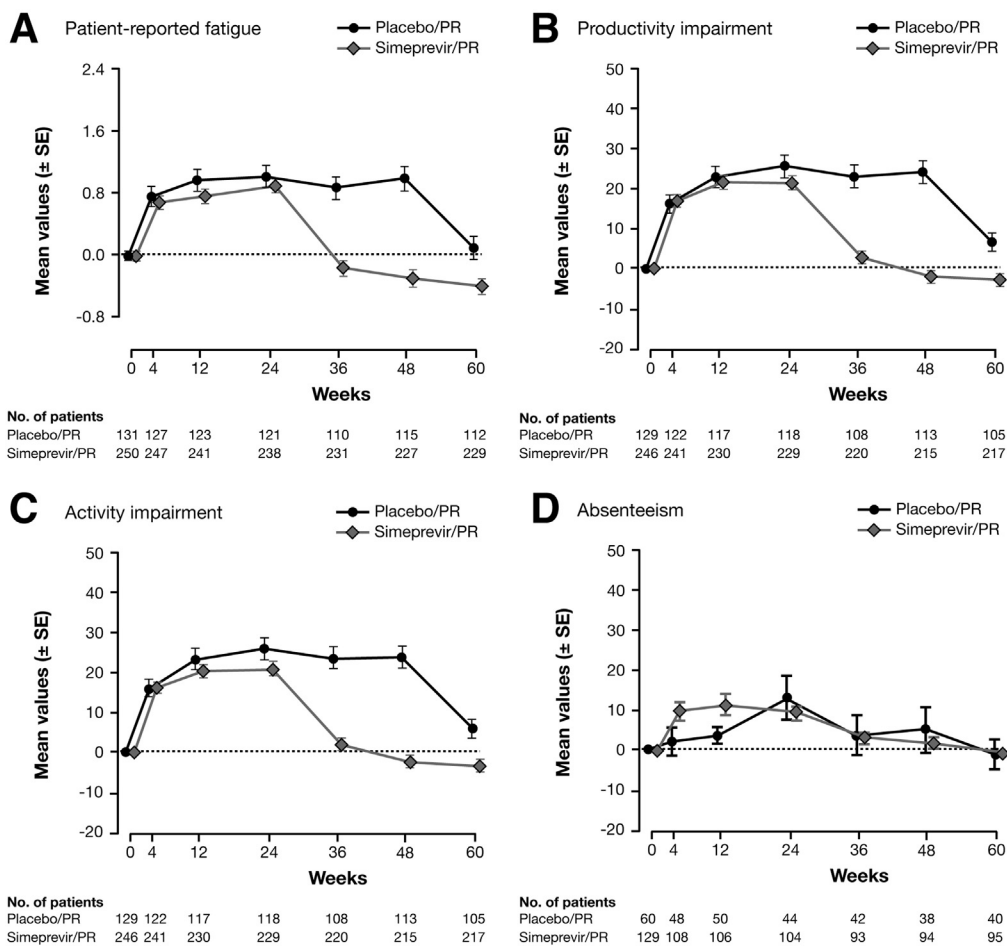 A Patient-reported fatigue
Placebo/PR
Simeprevir/PR
Mean values (± SE)
2.4
1.6
0.8
0.0
-0.8
0 4 12 24 36 48 60
Weeks
No. of patients
Placebo/PR 131 127 123 121 110 115 112
Simeprevir/PR 250 247 241 238 231 227 229
B Productivity impairment
Placebo/PR
Simeprevir/PR
Mean values (± SE)
50
40
30
20
10
0
-10
-20
0 4 12 24 36 48 60
Weeks
No. of patients
Placebo/PR 129 122 117 118 108 113 105
Simeprevir/PR 246 241 230 229 220 215 217
C Activity impairment
Placebo/PR
Simeprevir/PR
Mean values (± SE)
50
40
30
20
10
0
-10
-20
0 4 12 24 36 48 60
Weeks
No. of patients
Placebo/PR 129 122 117 118 108 113 105
Simeprevir/PR 246 241 230 229 220 215 217
D Absenteeism
Placebo/PR
Simeprevir/PR
Mean values (± SE)
50
40
30
20
10
0
-10
-20
0 4 12 24 36 48 60
Weeks
No. of patients
Placebo/PR 60 48 50 44 42 38 40
Simeprevir/PR 129 108 106 104 93 94 95